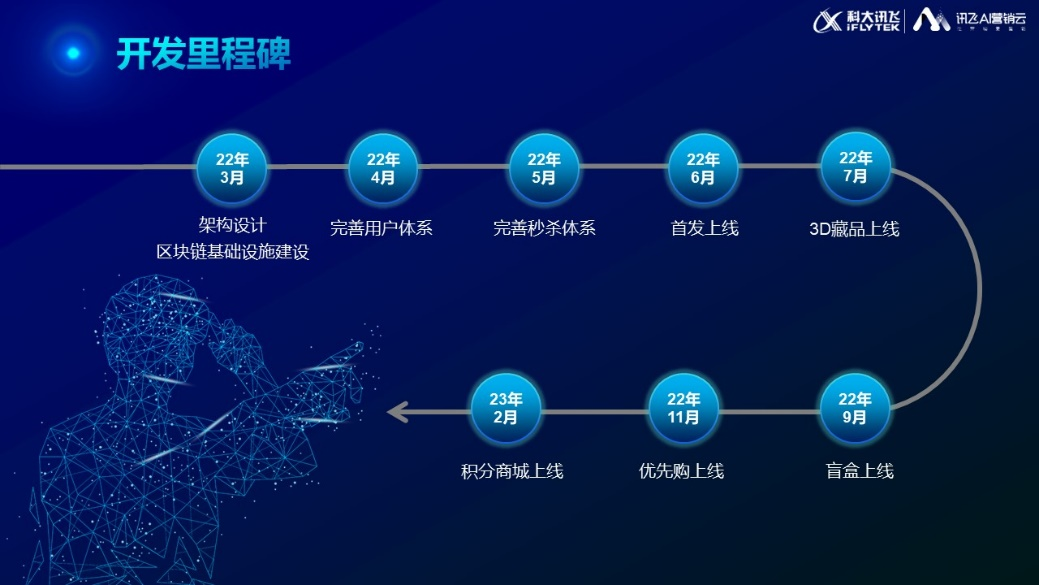 科大讯飞
iFLYTEK
讯飞AI营销云
开发里程碑
22年
3月
架构设计
区块链基础设施建设
22年
4月
完善用户体系
22年
5月
完善秒杀体系
22年
6月
首发上线
22年
7月
3D藏品上线
22年
9月
盲盒上线
22年
11月
优先购上线
23年
2月
积分商城上线